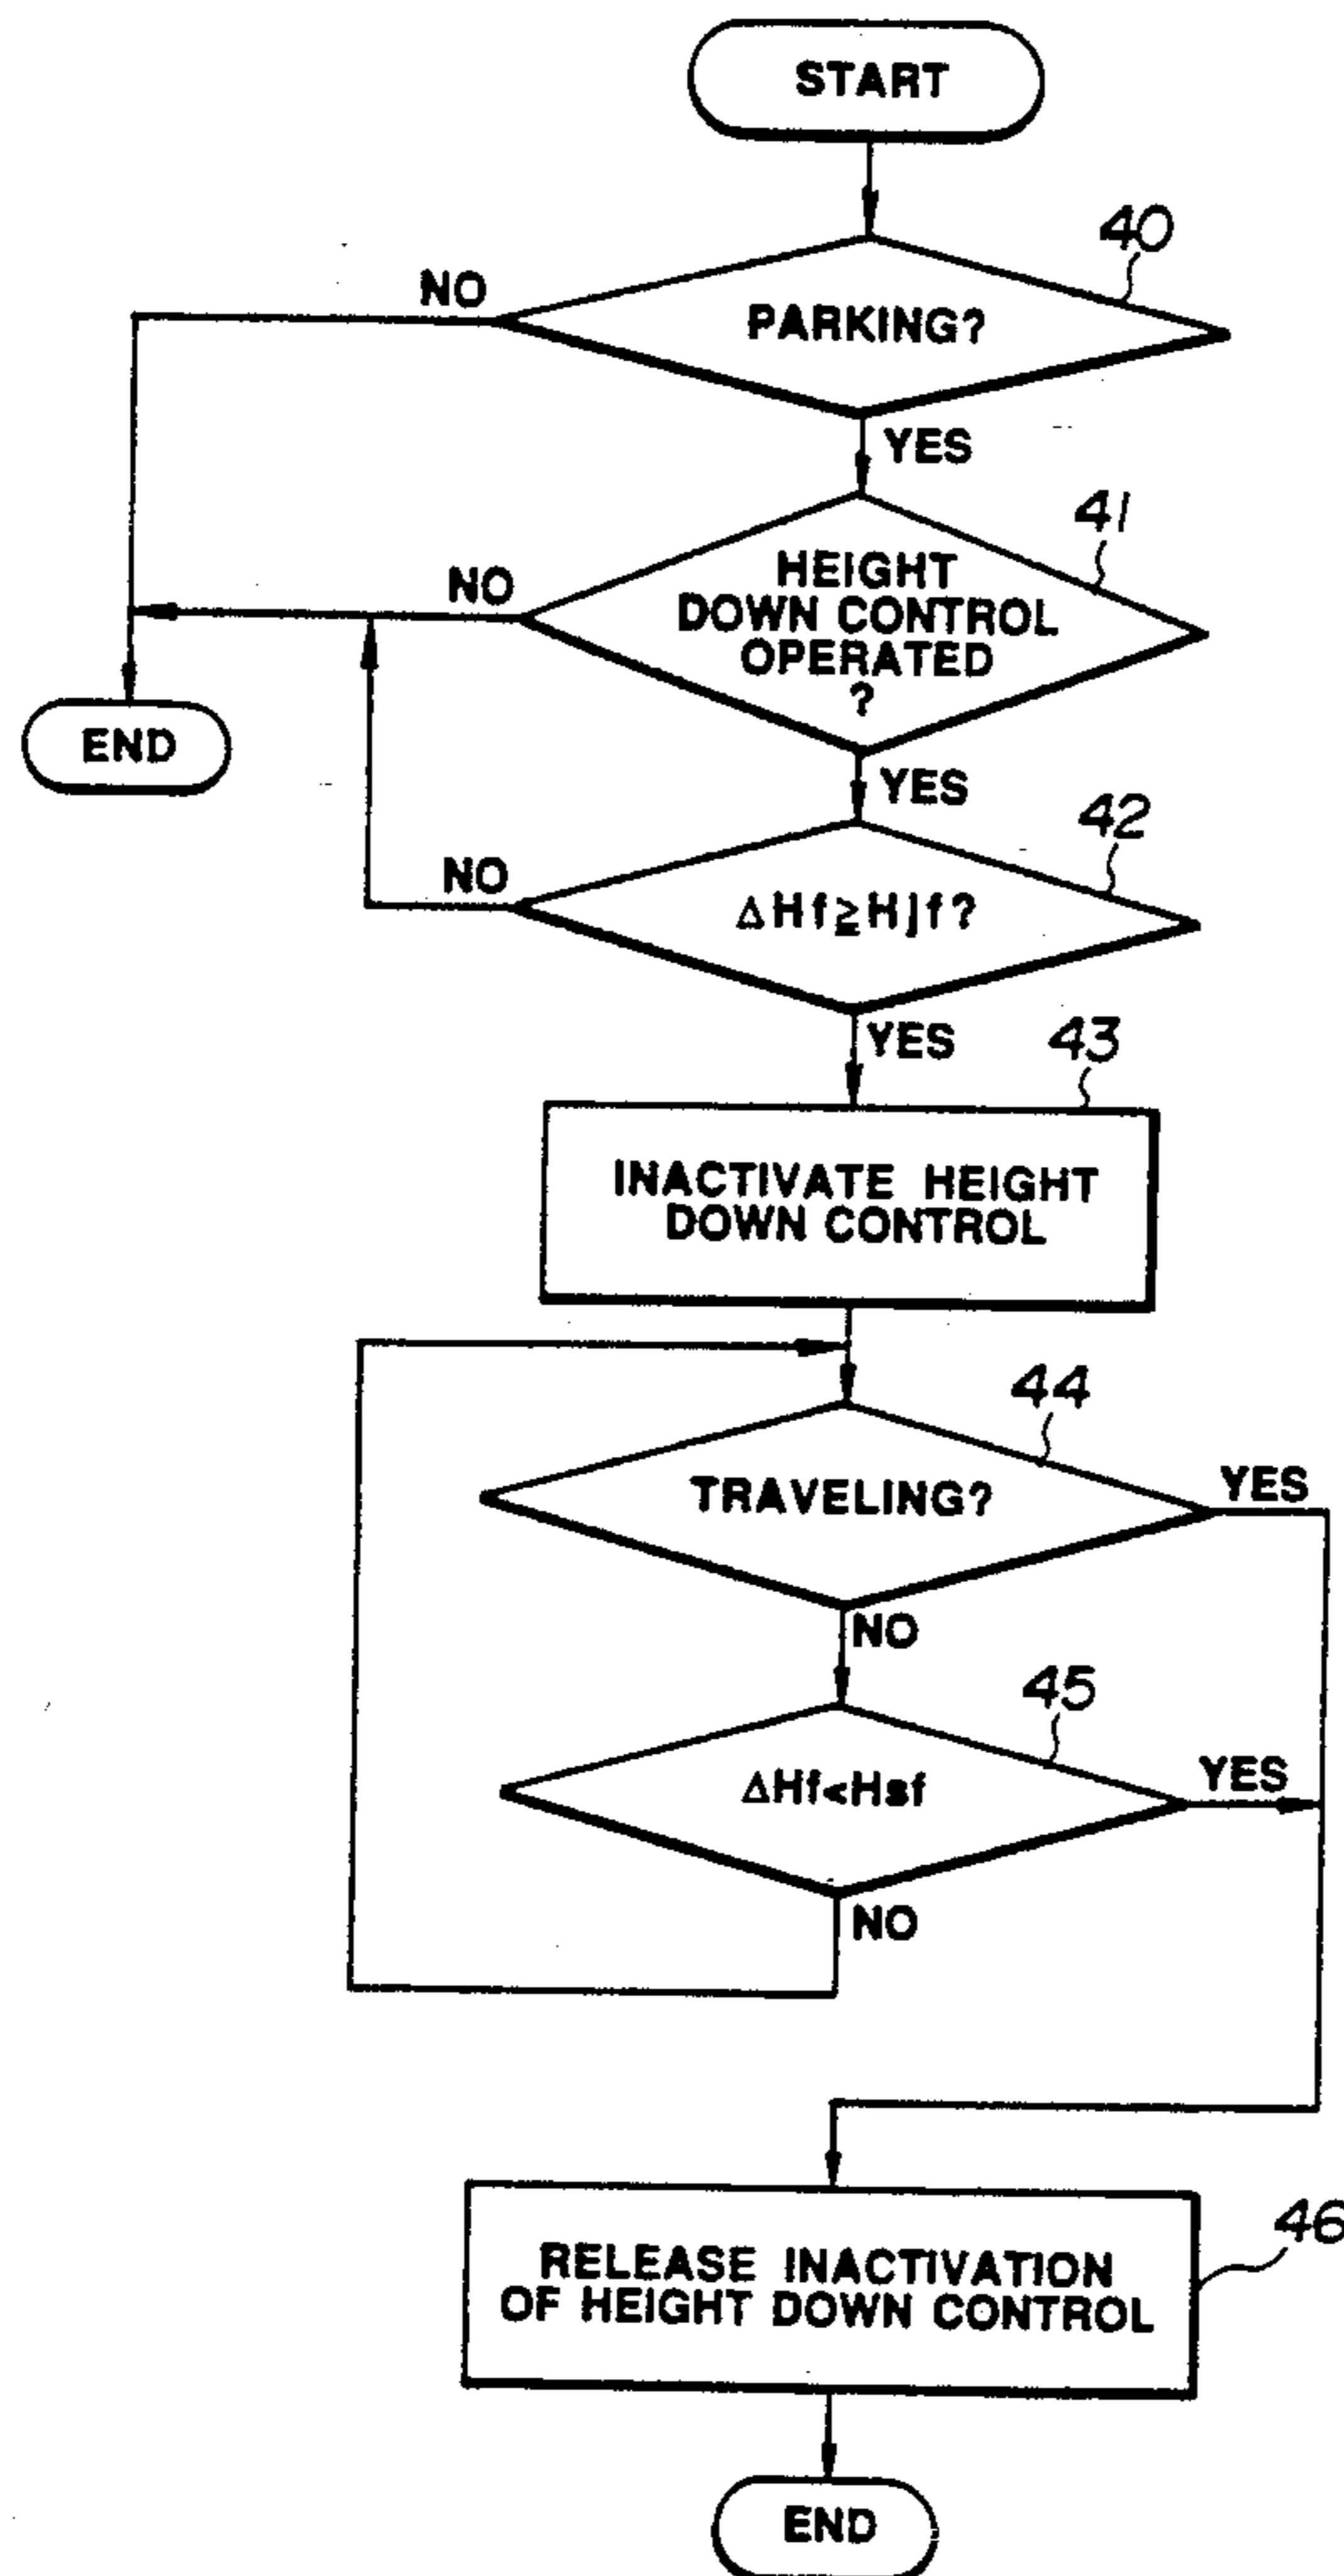 START
40
NO
PARKING?
YES
41
NO
HEIGHT
DOWN CONTROL
OPERATED
?
END
YES
42
NO
ΔHf≧Hjf?
YES
43
INACTIVATE HEIGHT
DOWN CONTROL
44
TRAVELING?
YES
NO
45
ΔHf<Hsf
YES
NO
46
RELEASE INACTIVATION
OF HEIGHT DOWN CONTROL
END